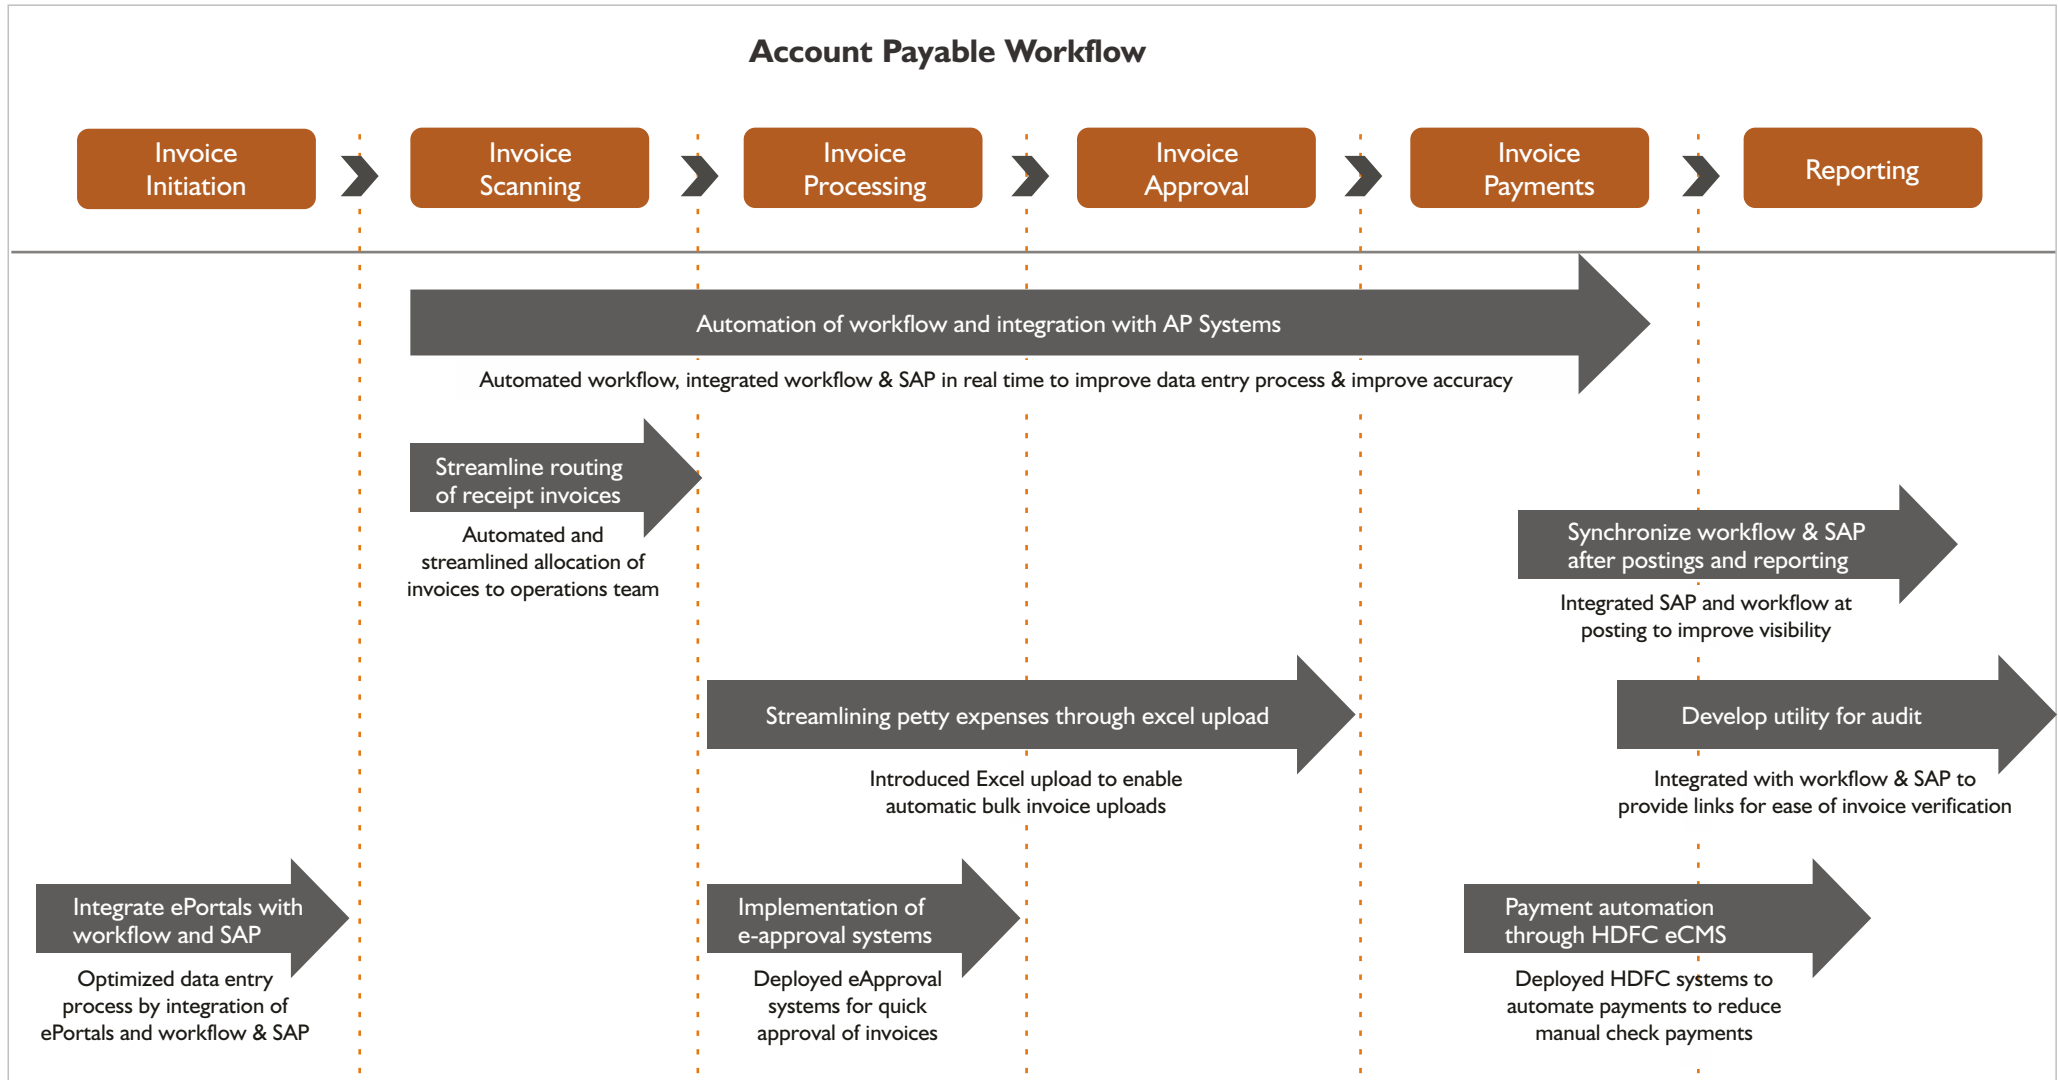 Account Payable Workflow
Invoice
Initiation
Invoice
Scanning
Invoice
Processing
Invoice
Approval
Invoice
Payments
Reporting
Automation of workflow and integration with AP Systems
Automated workflow, integrated workflow & SAP in real time to improve data entry process & improve accuracy
Streamline routing
of receipt invoices
Automated and
streamlined allocation of
invoices to operations team
Synchronize workflow & SAP
after postings and reporting
Integrated SAP and workflow at
posting to improve visibility
Streamlining petty expenses through excel upload
Introduced Excel upload to enable
automatic bulk invoice uploads
Develop utility for audit
Integrated with workflow & SAP to
provide links for ease of invoice verification
Integrate ePortals with
workflow and SAP
Optimized data entry
process by integration of
ePortals and workflow & SAP
Implementation of
e-approval systems
Deployed eApproval
systems for quick
approval of invoices
Payment automation
through HDFC eCMS
Deployed HDFC systems to
automate payments to reduce
manual check payments